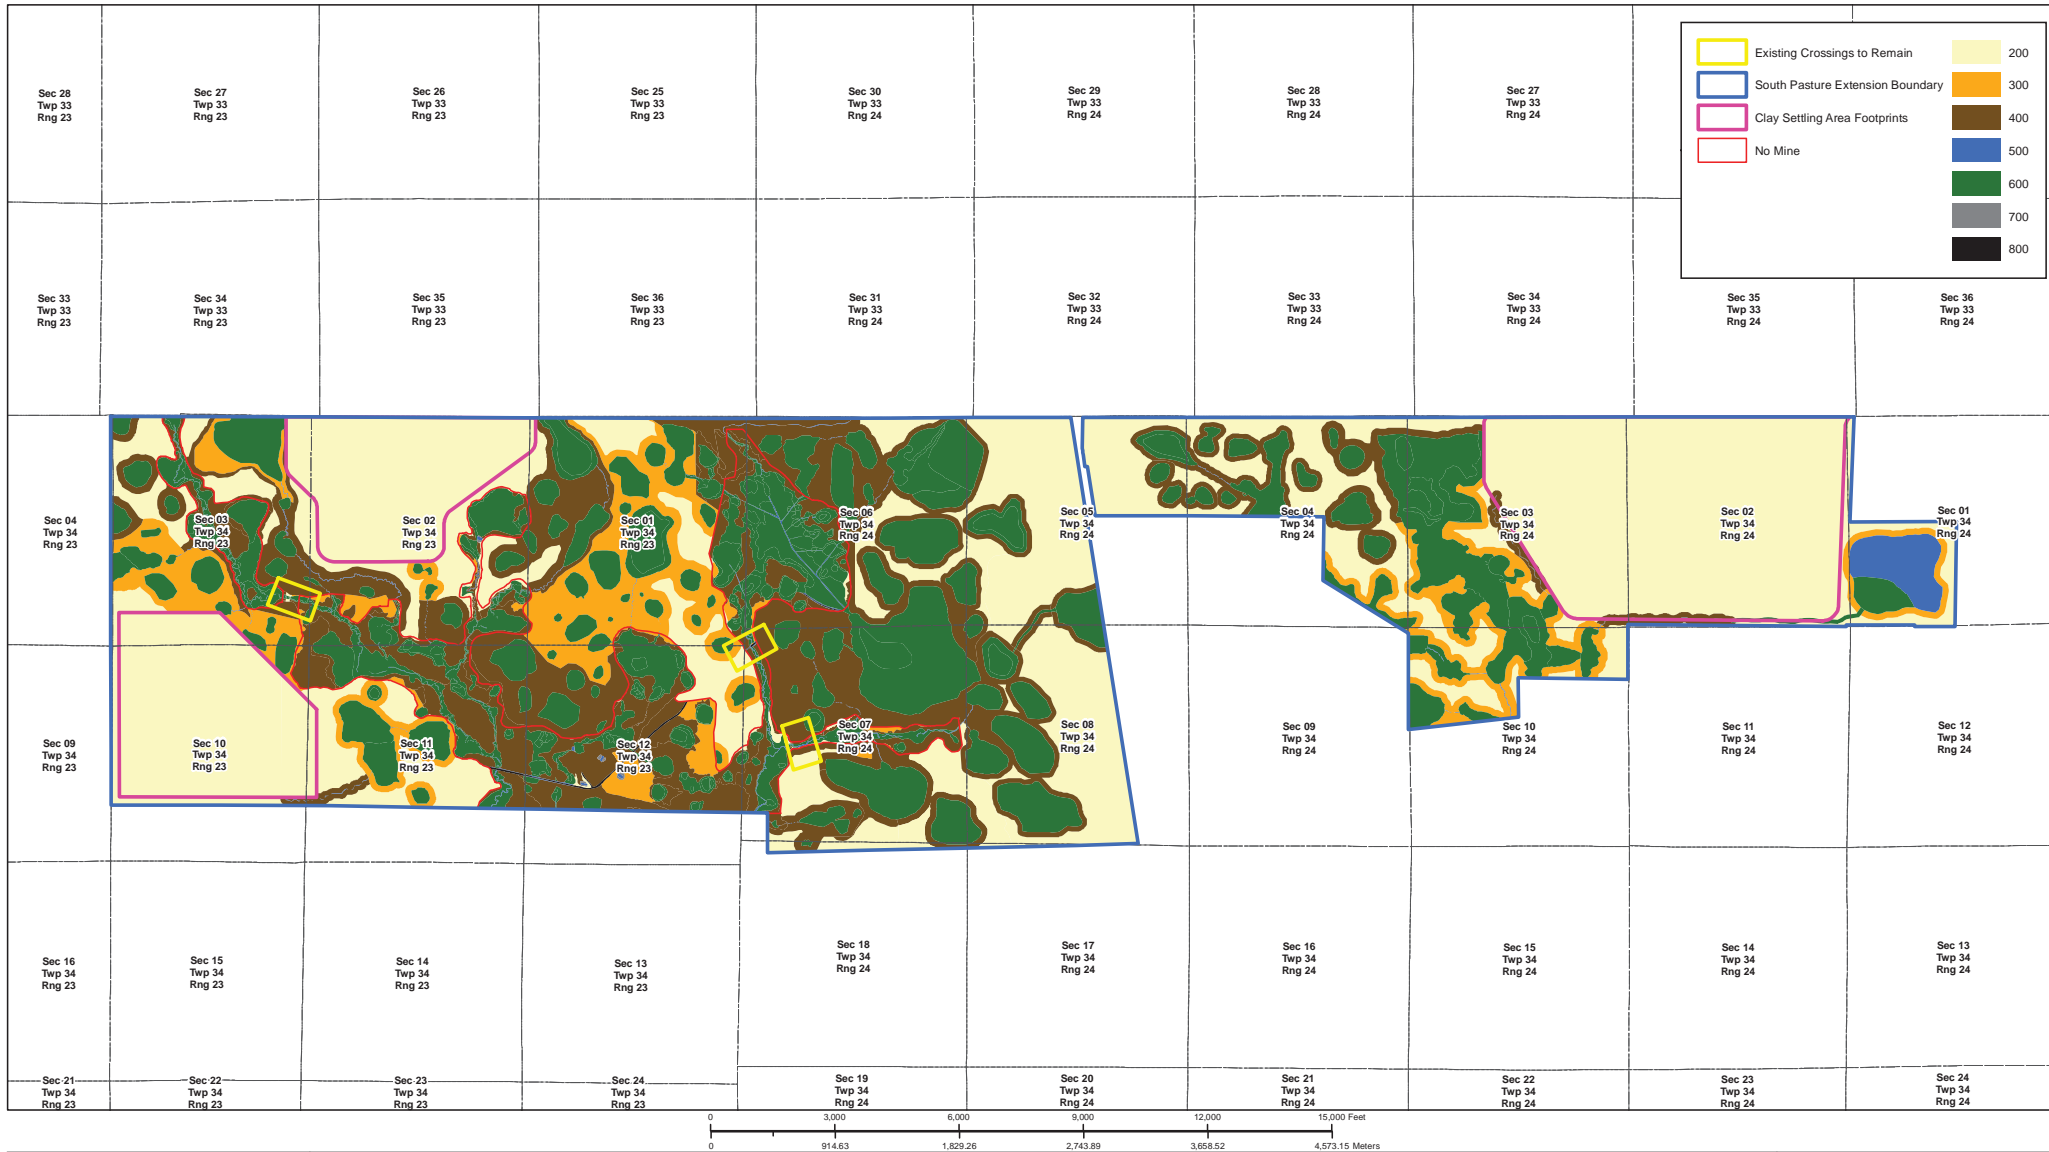 Existing Crossings to Remain
South Pasture Extension Boundary
Clay Settling Area Footprints
No Mine
200
300
400
500
600
700
800
Sec 28
Twp 33
Rng 23
Sec 27
Twp 33
Rng 23
Sec 26
Twp 33
Rng 23
Sec 25
Twp 33
Rng 23
Sec 30
Twp 33
Rng 24
Sec 29
Twp 33
Rng 24
Sec 28
Twp 33
Rng 24
Sec 27
Twp 33
Rng 24
Sec 33
Twp 33
Rng 23
Sec 34
Twp 33
Rng 23
Sec 35
Twp 33
Rng 23
Sec 36
Twp 33
Rng 23
Sec 31
Twp 33
Rng 24
Sec 32
Twp 33
Rng 24
Sec 33
Twp 33
Rng 24
Sec 34
Twp 33
Rng 24
Sec 35
Twp 33
Rng 24
Sec 36
Twp 33
Rng 24
Sec 04
Twp 34
Rng 23
Sec 03
Twp 34
Rng 23
Sec 02
Twp 34
Rng 23
Sec 01
Twp 34
Rng 23
Sec 06
Twp 34
Rng 24
Sec 05
Twp 34
Rng 24
Sec 04
Twp 34
Rng 24
Sec 03
Twp 34
Rng 24
Sec 02
Twp 34
Rng 24
Sec 01
Twp 34
Rng 24
Sec 09
Twp 34
Rng 23
Sec 10
Twp 34
Rng 23
Sec 11
Twp 34
Rng 23
Sec 12
Twp 34
Rng 23
Sec 07
Twp 34
Rng 24
Sec 08
Twp 34
Rng 24
Sec 09
Twp 34
Rng 24
Sec 10
Twp 34
Rng 24
Sec 11
Twp 34
Rng 24
Sec 12
Twp 34
Rng 24
Sec 16
Twp 34
Rng 23
Sec 15
Twp 34
Rng 23
Sec 14
Twp 34
Rng 23
Sec 13
Twp 34
Rng 23
Sec 18
Twp 34
Rng 24
Sec 17
Twp 34
Rng 24
Sec 16
Twp 34
Rng 24
Sec 15
Twp 34
Rng 24
Sec 14
Twp 34
Rng 24
Sec 13
Twp 34
Rng 24
Sec 21
Twp 34
Rng 23
Sec 22
Twp 34
Rng 23
Sec 23
Twp 34
Rng 23
Sec 24
Twp 34
Rng 23
Sec 19
Twp 34
Rng 24
Sec 20
Twp 34
Rng 24
Sec 21
Twp 34
Rng 24
Sec 22
Twp 34
Rng 24
Sec 23
Twp 34
Rng 24
Sec 24
Twp 34
Rng 24
0 3,000 6,000 9,000 12,000 15,000 Feet
0 914.63 1,829.26 2,743.89 3,658.52 4,573.15 Meters